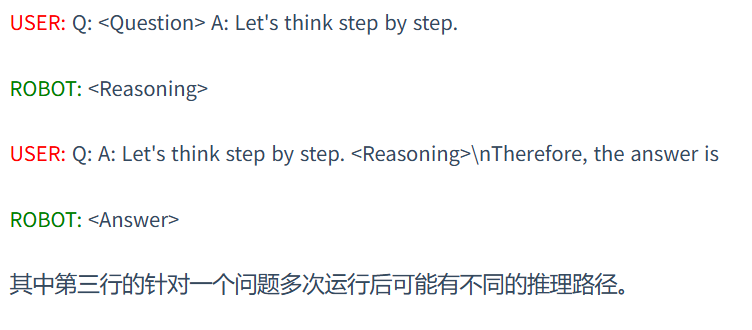 USER: Q: <Question> A: Let's think step by step.
ROBOT: <Reasoning>
USER: Q: A: Let's think step by step. <Reasoning>\nTherefore, the answer is
ROBOT: <Answer>
其中第三行的针对一个问题多次运行后可能有不同的推理路径。